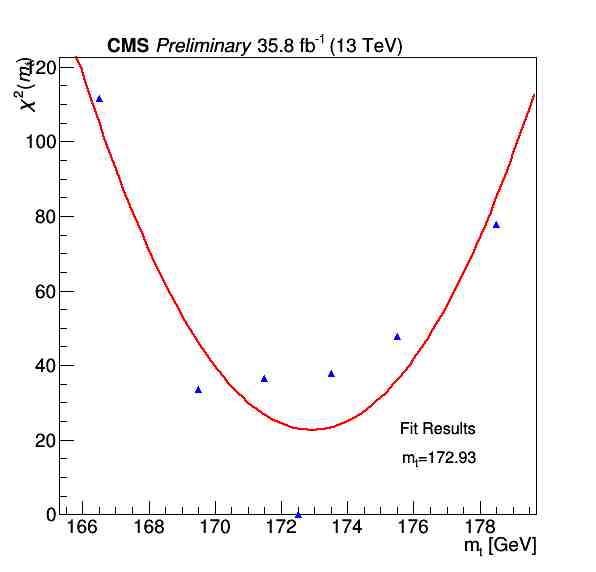 CMS Preliminary 35.8 fb⁻¹ (13 TeV)
χ²(mₜ)
120
100
80
60
40
20
0
Fit Results
mₜ=172.93
166 168 170 172 174 176 178
mₜ [GeV]